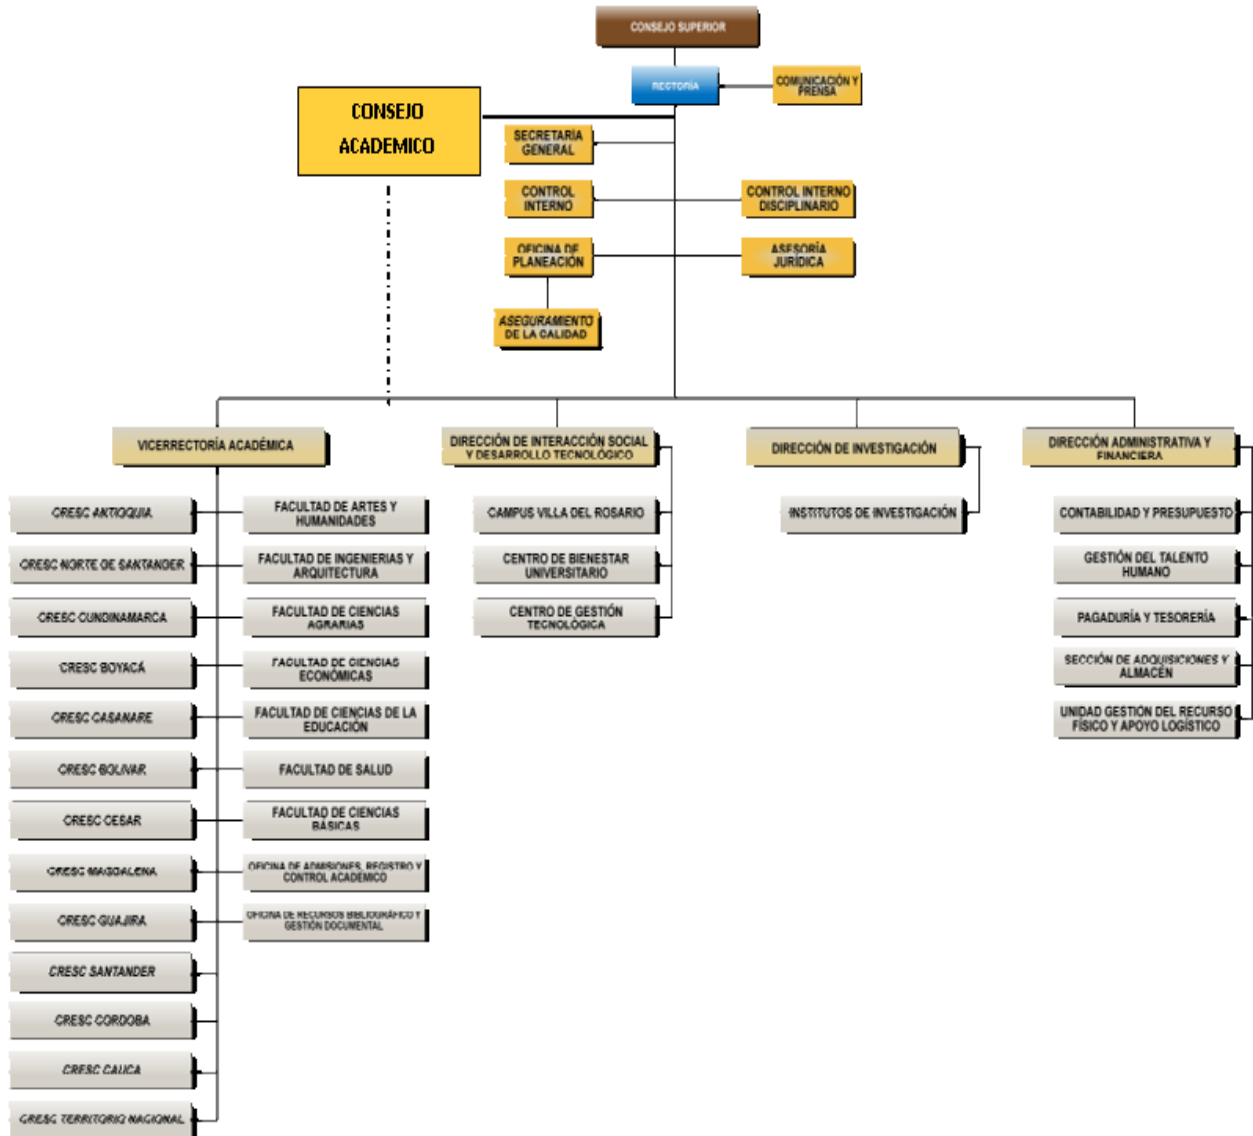 CONSEJO SUPERIOR
RECTORÍA
COMUNICACIÓN Y
PRENSA
CONSEJO
ACADEMICO
SECRETARÍA
GENERAL
CONTROL
INTERNO
CONTROL INTERNO
DISCIPLINARIO
OFICINA DE
PLANEACIÓN
ASESORÍA
JURÍDICA
ASEGURAMIENTO
DE LA CALIDAD
VICERRECTORÍA ACADÉMICA
DIRECCIÓN DE INTERACCIÓN SOCIAL
Y DESARROLLO TECNOLÓGICO
DIRECCIÓN DE INVESTIGACIÓN
DIRECCIÓN ADMINISTRATIVA Y
FINANCIERA
CRESC ANTIOQUIA
FACULTAD DE ARTES Y
HUMANIDADES
CAMPUS VILLA DEL ROSARIO
INSTITUTOS DE INVESTIGACIÓN
CONTABILIDAD Y PRESUPUESTO
CRESC NORTE DE SANTANDER
FACULTAD DE INGENIERIAS Y
ARQUITECTURA
CENTRO DE BIENESTAR
UNIVERSITARIO
GESTIÓN DEL TALENTO
HUMANO
CRESC CUNDINAMARCA
FACULTAD DE CIENCIAS
AGRARIAS
CENTRO DE GESTIÓN
TECNOLÓGICA
PAGADURÍA Y TESORERÍA
CRESC BOYACÁ
FACULTAD DE CIENCIAS
ECONÓMICAS
SECCIÓN DE ADQUISICIONES Y
ALMACÉN
CRESC CASANARE
FACULTAD DE CIENCIAS DE LA
EDUCACIÓN
UNIDAD GESTIÓN DEL RECURSO
FÍSICO Y APOYO LOGÍSTICO
CRESC BOLIVAR
FACULTAD DE SALUD
CRESC CESAR
FACULTAD DE CIENCIAS
BÁSICAS
CRESC MAGDALENA
OFICINA DE ADMISIONES, REGISTRO Y
CONTROL ACADÉMICO
CRESC GUAJIRA
OFICINA DE RECURSOS BIBLIOGRÁFICO Y
GESTIÓN DOCUMENTAL
CRESC SANTANDER
CRESC CORDOBA
CRESC CAUCA
CRESC TERRITORIO NACIONAL